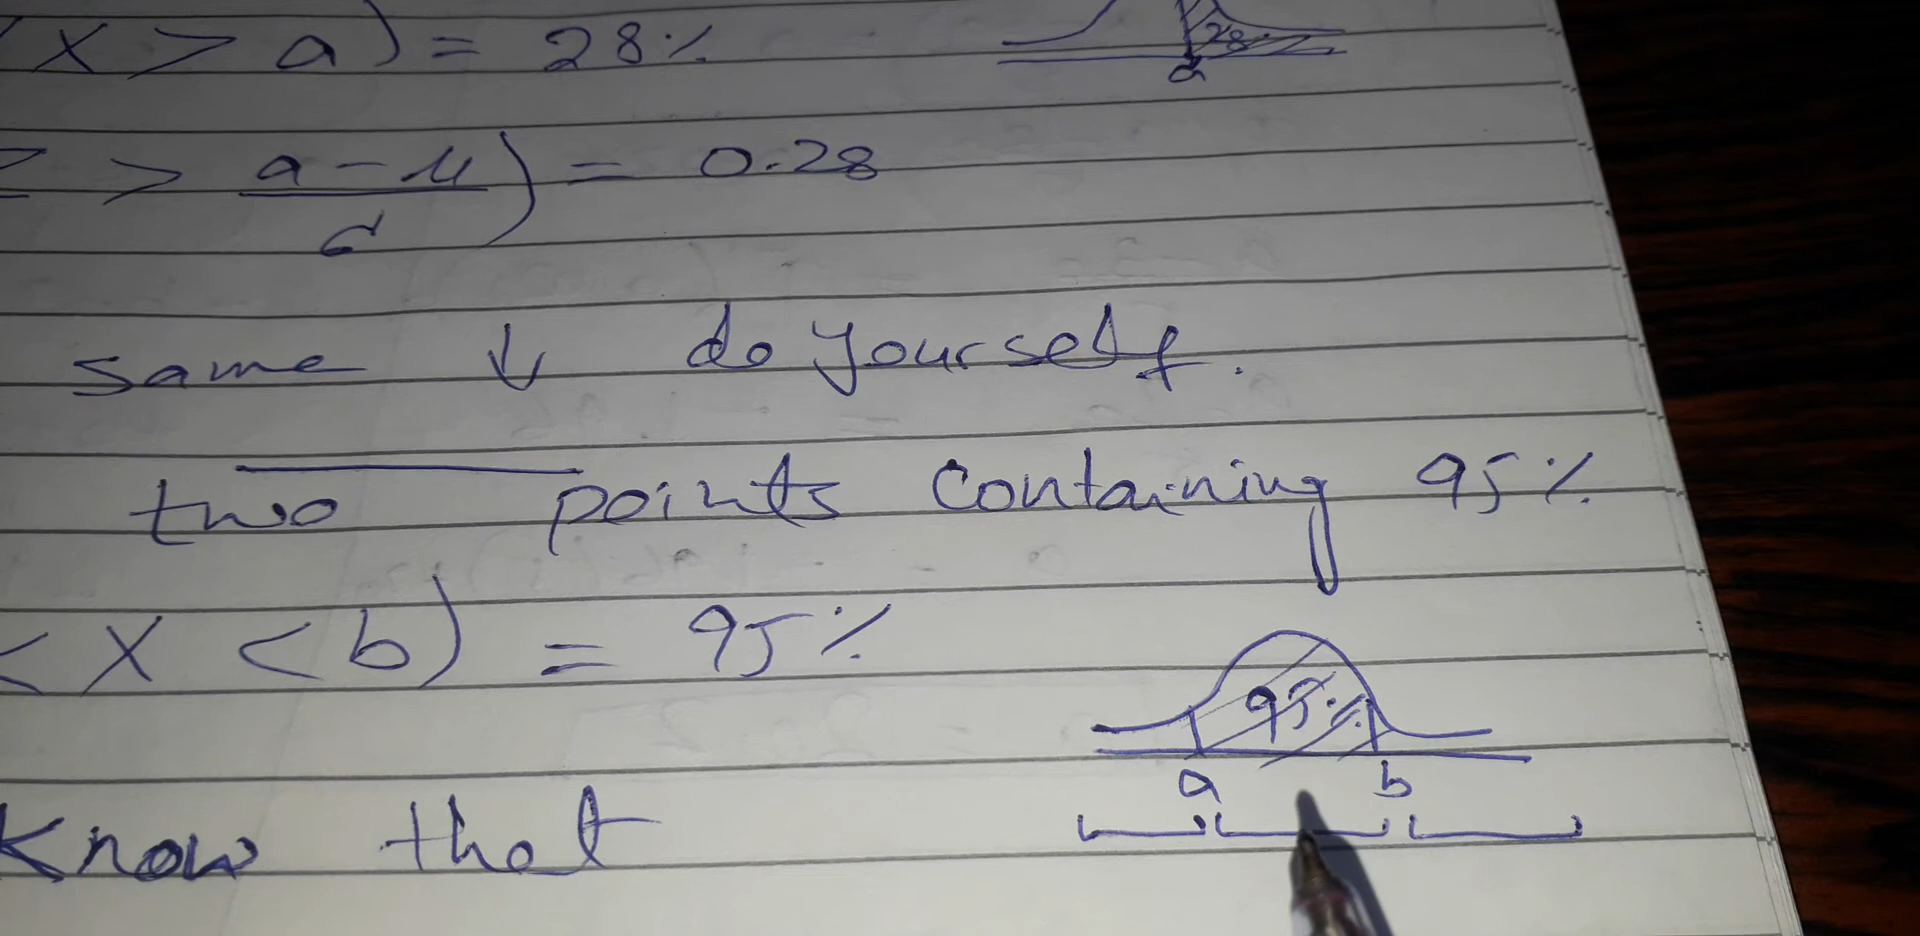 (X > a) = 28%
28%
a
Z > a - μ) = 0.28
σ
same ↓ do yourself.
two points containing 95%
< X < b) = 95%
95%
a b
Know that